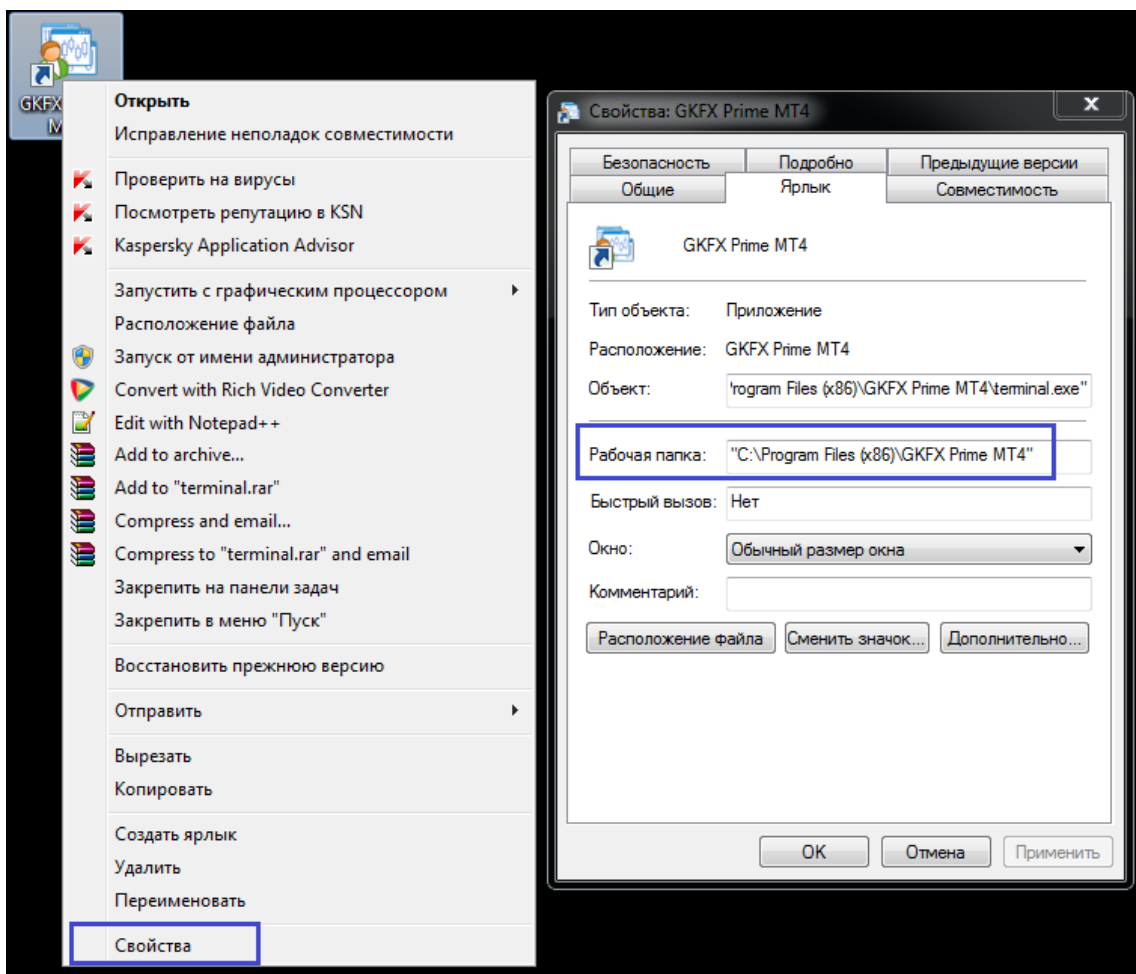 GKFX
M
Открыть
Исправление неполадок совместимости
Проверить на вирусы
Посмотреть репутацию в KSN
Kaspersky Application Advisor
Запустить с графическим процессором
Расположение файла
Запуск от имени администратора
Convert with Rich Video Converter
Edit with Notepad++
Add to archive...
Add to "terminal.rar"
Compress and email...
Compress to "terminal.rar" and email
Закрепить на панели задач
Закрепить в меню "Пуск"
Восстановить прежнюю версию
Отправить
Вырезать
Копировать
Создать ярлык
Удалить
Переименовать
Свойства
Свойства: GKFX Prime MT4
Безопасность Подробно Предыдущие версии
Общие Ярлык Совместимость
GKFX Prime MT4
Тип объекта: Приложение
Расположение: GKFX Prime MT4
Объект: rogram Files (x86)\GKFX Prime MT4\terminal.exe"
Рабочая папка: "C:\Program Files (x86)\GKFX Prime MT4"
Быстрый вызов: Нет
Окно: Обычный размер окна
Комментарий:
Расположение файла Сменить значок... Дополнительно...
OK Отмена Применить